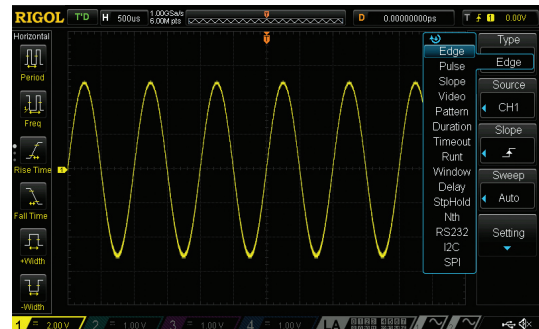 RIGOL T'D H 500us 1.00GSa/s 6.00M pts D 0.00000000ps T 1 0.00V
Horizontal
Period
Freq
Rise Time
Fall Time
+Width
-Width
1
Edge
Pulse
Slope
Video
Pattern
Duration
Timeout
Runt
Window
Delay
StpHold
Nth
RS232
I2C
SPI
Type
Edge
Source
CH1
Slope
Sweep
Auto
Setting
1 = 2.00 V 2 = 1.00 V 3 = 1.00 V 4 = 1.00 V LA